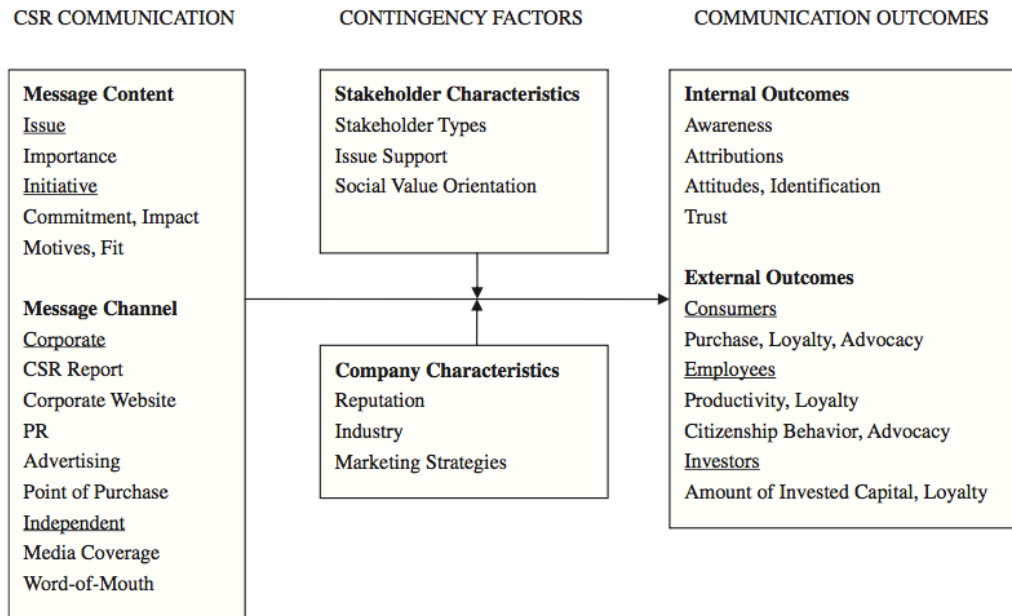 CSR COMMUNICATION
CONTINGENCY FACTORS
COMMUNICATION OUTCOMES
Message Content
Issue
Importance
Initiative
Commitment, Impact
Motives, Fit
Message Channel
Corporate
CSR Report
Corporate Website
PR
Advertising
Point of Purchase
Independent
Media Coverage
Word-of-Mouth
Stakeholder Characteristics
Stakeholder Types
Issue Support
Social Value Orientation
Company Characteristics
Reputation
Industry
Marketing Strategies
Internal Outcomes
Awareness
Attributions
Attitudes, Identification
Trust
External Outcomes
Consumers
Purchase, Loyalty, Advocacy
Employees
Productivity, Loyalty
Citizenship Behavior, Advocacy
Investors
Amount of Invested Capital, Loyalty